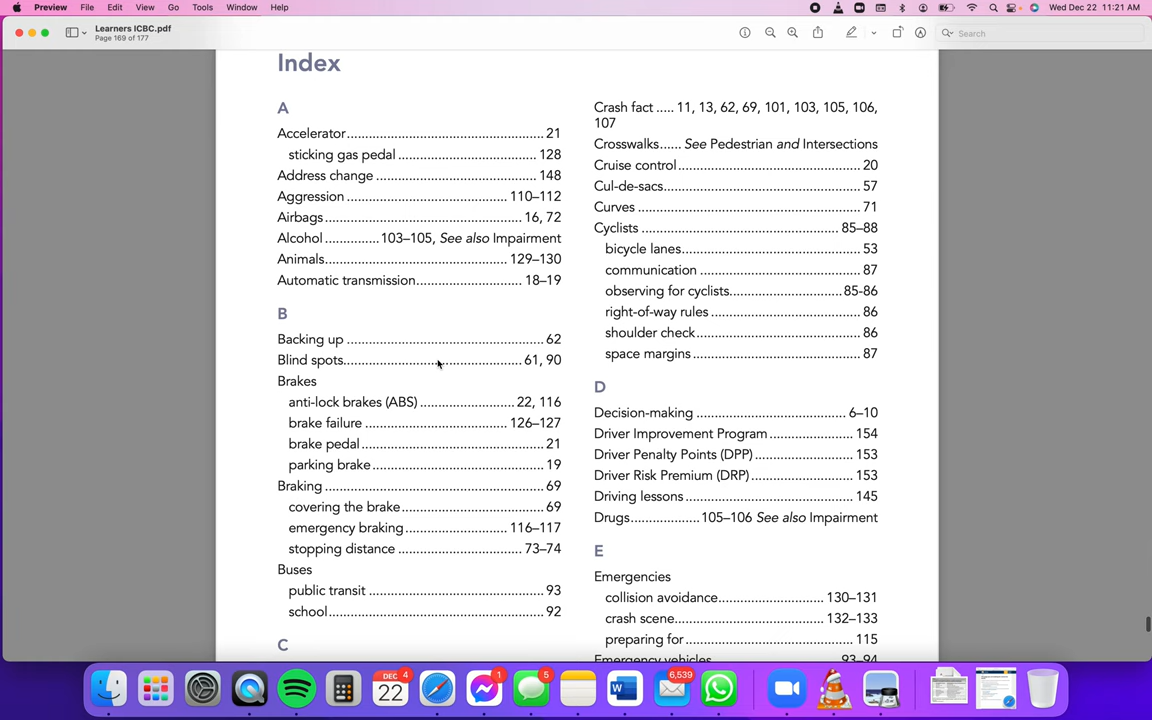 Preview File Edit View Go Tools Window Help Wed Dec 22 11:21 AM
Learners ICBC.pdf
Page 169 of 177
Search
Index
A
Accelerator................................................ 21
sticking gas pedal ................................. 128
Address change ...................................... 148
Aggression ...................................... 110–112
Airbags............................................... 16, 72
Alcohol .............. 103–105, See also Impairment
Animals............................................ 129–130
Automatic transmission......................... 18–19
B
Backing up ................................................ 62
Blind spots............................................ 61, 90
Brakes
anti-lock brakes (ABS) ........................ 22, 116
brake failure .................................. 126–127
brake pedal............................................ 21
parking brake......................................... 19
Braking ..................................................... 69
covering the brake.................................. 69
emergency braking......................... 116–117
stopping distance ............................. 73–74
Buses
public transit .......................................... 93
school.................................................... 92
C
Crash fact ..... 11, 13, 62, 69, 101, 103, 105, 106,
107
Crosswalks...... See Pedestrian and Intersections
Cruise control............................................ 20
Cul-de-sacs............................................... 57
Curves ...................................................... 71
Cyclists ............................................... 85–88
bicycle lanes........................................... 53
communication ...................................... 87
observing for cyclists......................... 85-86
right-of-way rules ................................... 86
shoulder check....................................... 86
space margins ........................................ 87
D
Decision-making .................................. 6–10
Driver Improvement Program................. 154
Driver Penalty Points (DPP)................... 153
Driver Risk Premium (DRP).................... 153
Driving lessons ...................................... 145
Drugs................... 105–106 See also Impairment
E
Emergencies
collision avoidance......................... 130–131
crash scene................................... 132–133
preparing for ....................................... 115
Emergency vehicles........................... 93–94
DEC 4
22
1
5
6,539
W